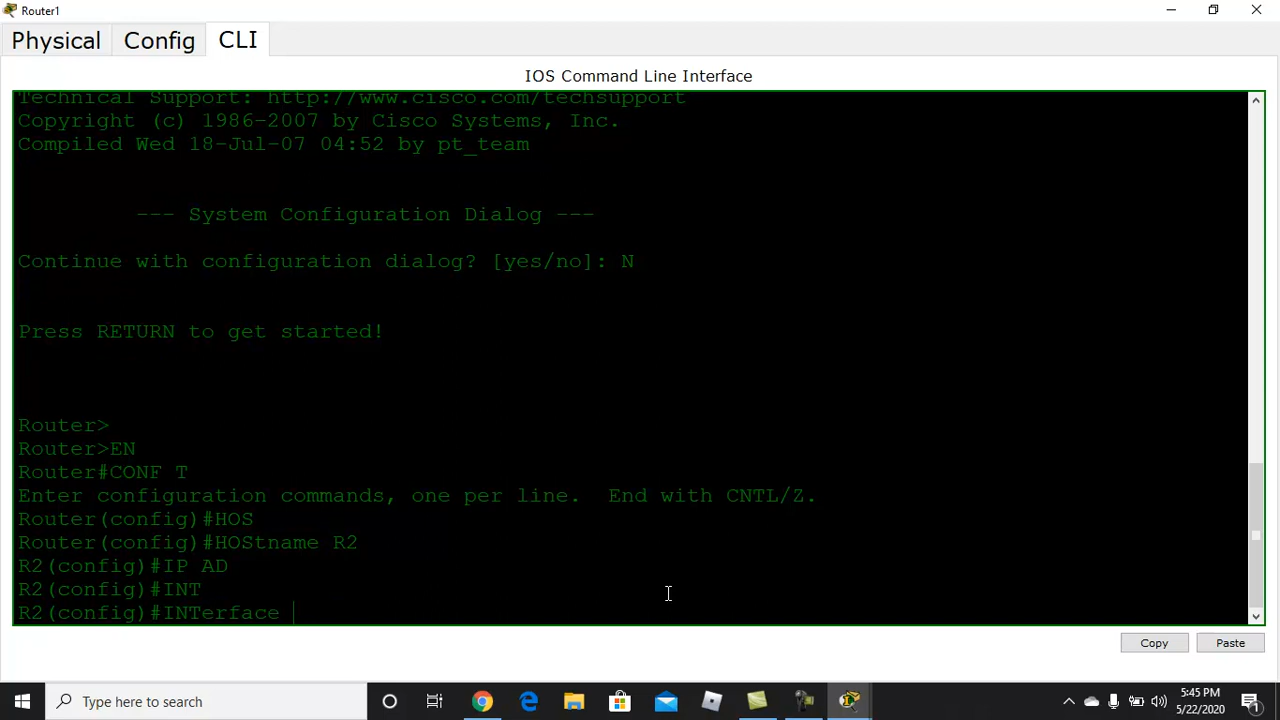 Router1
Physical Config CLI
IOS Command Line Interface
Technical Support: http://www.cisco.com/techsupport
Copyright (c) 1986-2007 by Cisco Systems, Inc.
Compiled Wed 18-Jul-07 04:52 by pt_team
--- System Configuration Dialog ---
Continue with configuration dialog? [yes/no]: N
Press RETURN to get started!
Router>
Router>EN
Router#CONF T
Enter configuration commands, one per line.  End with CNTL/Z.
Router(config)#HOS
Router(config)#HOStname R2
R2(config)#IP AD
R2(config)#INT
R2(config)#INTerface
Copy Paste
Type here to search
5:45 PM
5/22/2020
1